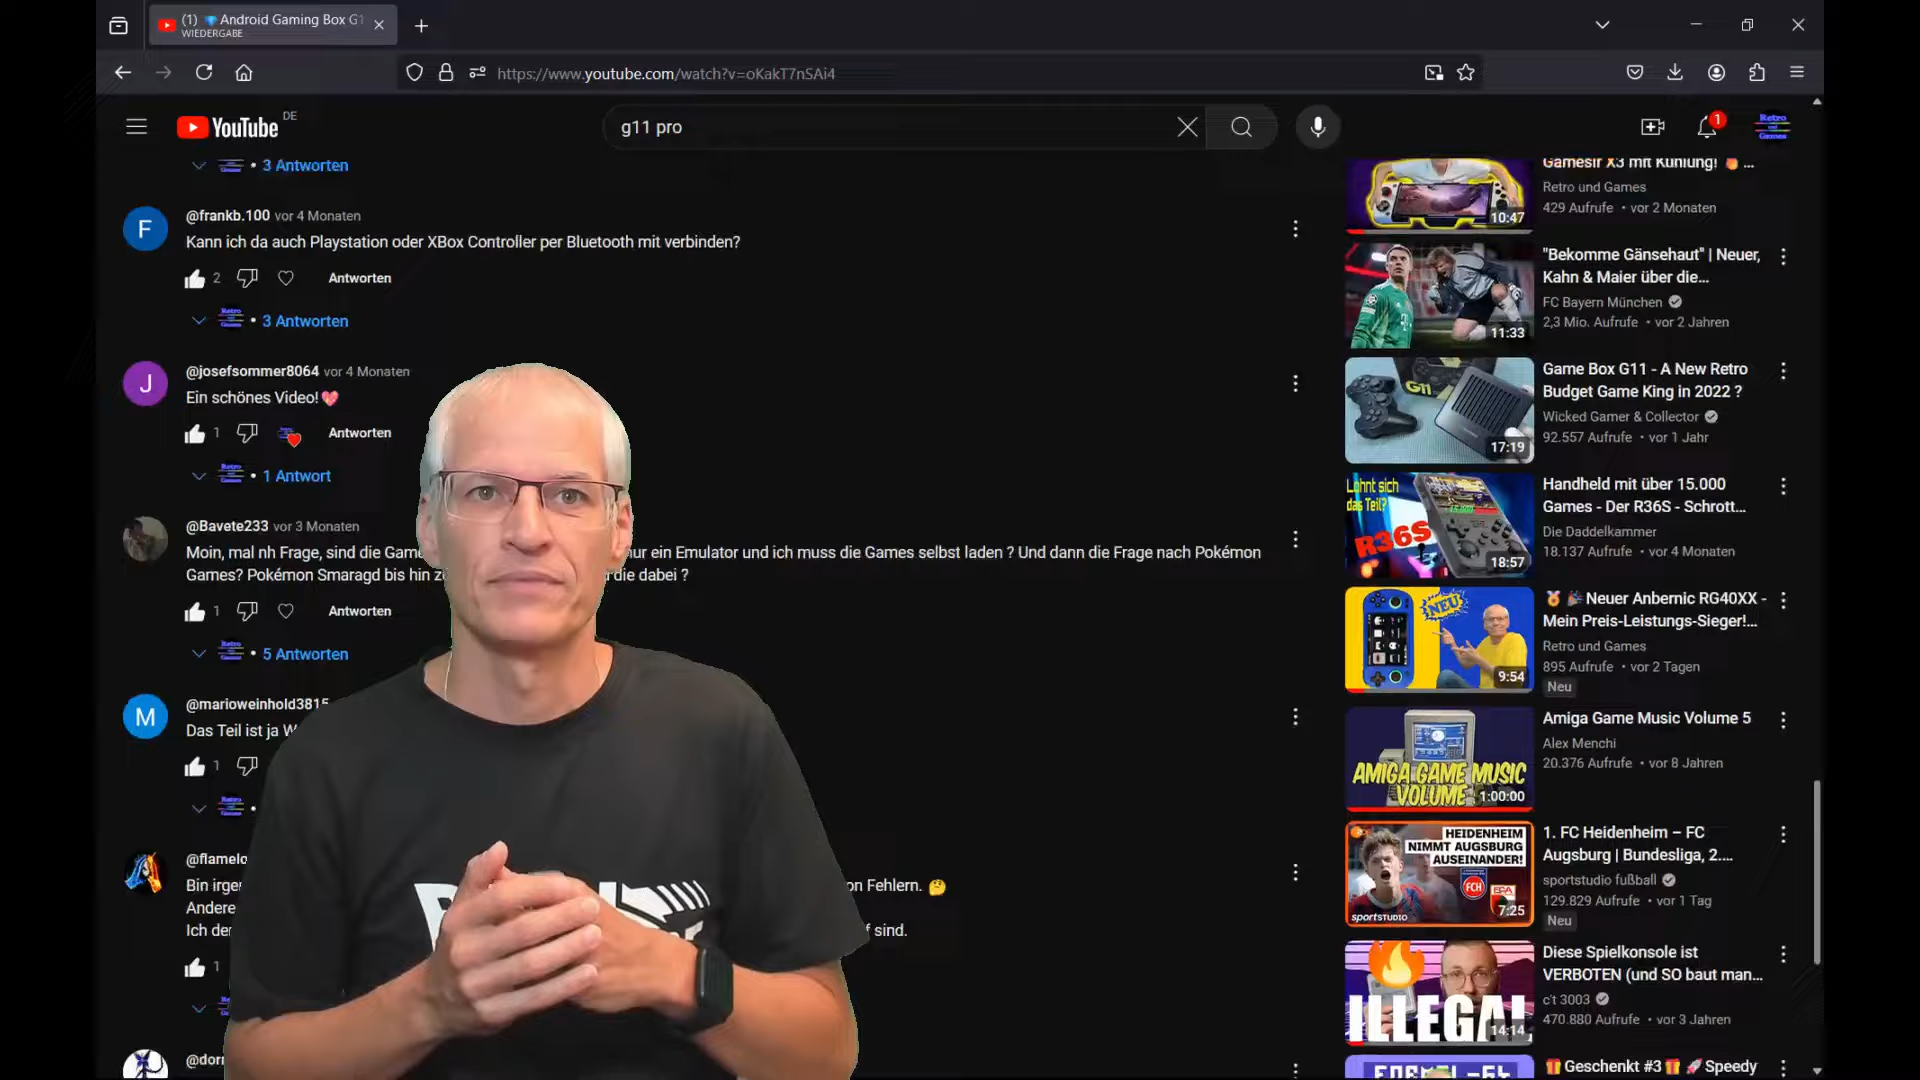 (1) Android Gaming Box G1
WIEDERGABE
https://www.youtube.com/watch?v=oKakT7nSAi4
YouTube DE
g11 pro
1
Retro und Games
3 Antworten
@frankb.100 vor 4 Monaten
Kann ich da auch Playstation oder XBox Controller per Bluetooth mit verbinden?
2 Antworten
3 Antworten
J @josefsommer8064 vor 4 Monaten
Ein schönes Video!💖
1 Antworten
1 Antwort
@Bavete233 vor 3 Monaten
Moin, mal nh Frage, sind die Game ur ein Emulator und ich muss die Games selbst laden ? Und dann die Frage nach Pokémon
Games? Pokémon Smaragd bis hin z die dabei ?
1 Antworten
5 Antworten
M @marioweinhold3815
Das Teil ist ja W
1
@flamelo
Bin irger on Fehlern. 🤔
Andere
Ich der f sind.
1
@dor
Gamesir X3 mit Kühlung! 🔥 ...
Retro und Games
429 Aufrufe • vor 2 Monaten
10:47
"Bekomme Gänsehaut" | Neuer,
Kahn & Maier über die...
FC Bayern München
2,3 Mio. Aufrufe • vor 2 Jahren
11:33
Game Box G11 - A New Retro
Budget Game King in 2022 ?
Wicked Gamer & Collector
92.557 Aufrufe • vor 1 Jahr
G11
17:19
Handheld mit über 15.000
Games - Der R36S - Schrott...
Die Daddelkammer
18.137 Aufrufe • vor 4 Monaten
Lohnt sich
das Teil?
R36S
18:57
🏅 🎉 Neuer Anbernic RG40XX -
Mein Preis-Leistungs-Sieger!...
Retro und Games
895 Aufrufe • vor 2 Tagen
Neu
NEU
9:54
Amiga Game Music Volume 5
Alex Menchi
20.376 Aufrufe • vor 8 Jahren
AMIGA GAME MUSIC
VOLUME
1:00:00
1. FC Heidenheim – FC
Augsburg | Bundesliga, 2....
sportstudio fußball
129.829 Aufrufe • vor 1 Tag
Neu
HEIDENHEIM
NIMMT AUGSBURG
AUSEINANDER!
sportstudio
7:25
Diese Spielkonsole ist
VERBOTEN (und SO baut man...
c't 3003
470.880 Aufrufe • vor 3 Jahren
ILLEGAL
14:14
🎁Geschenkt #3🎁 🚀Speedy